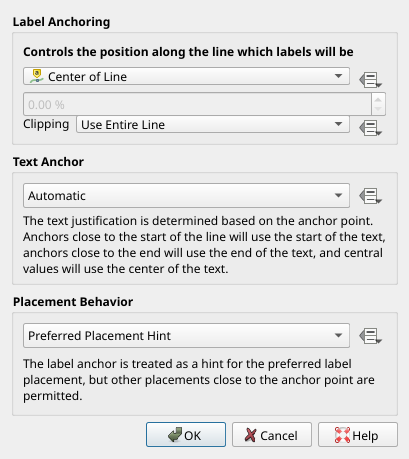 Label Anchoring
Controls the position along the line which labels will be
Center of Line
0.00 %
Clipping Use Entire Line
Text Anchor
Automatic
The text justification is determined based on the anchor point.
Anchors close to the start of the line will use the start of the text,
anchors close to the end will use the end of the text, and central
values will use the center of the text.
Placement Behavior
Preferred Placement Hint
The label anchor is treated as a hint for the preferred label
placement, but other placements close to the anchor point are
permitted.
OK Cancel Help